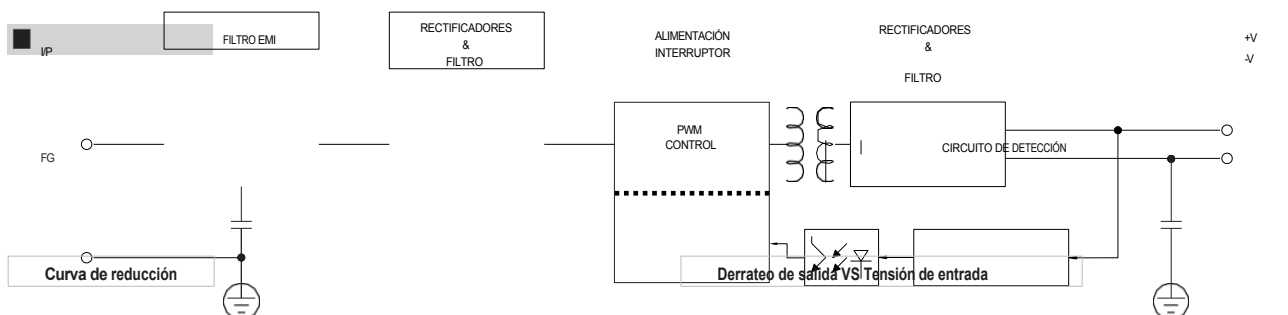 I/P
FILTRO EMI
RECTIFICADORES
&
FILTRO
ALIMENTACIÓN
INTERRUPTOR
RECTIFICADORES
&
FILTRO
+V
-V
FG
PWM
CONTROL
CIRCUITO DE DETECCIÓN
Curva de reducción
Derrateo de salida VS Tensión de entrada